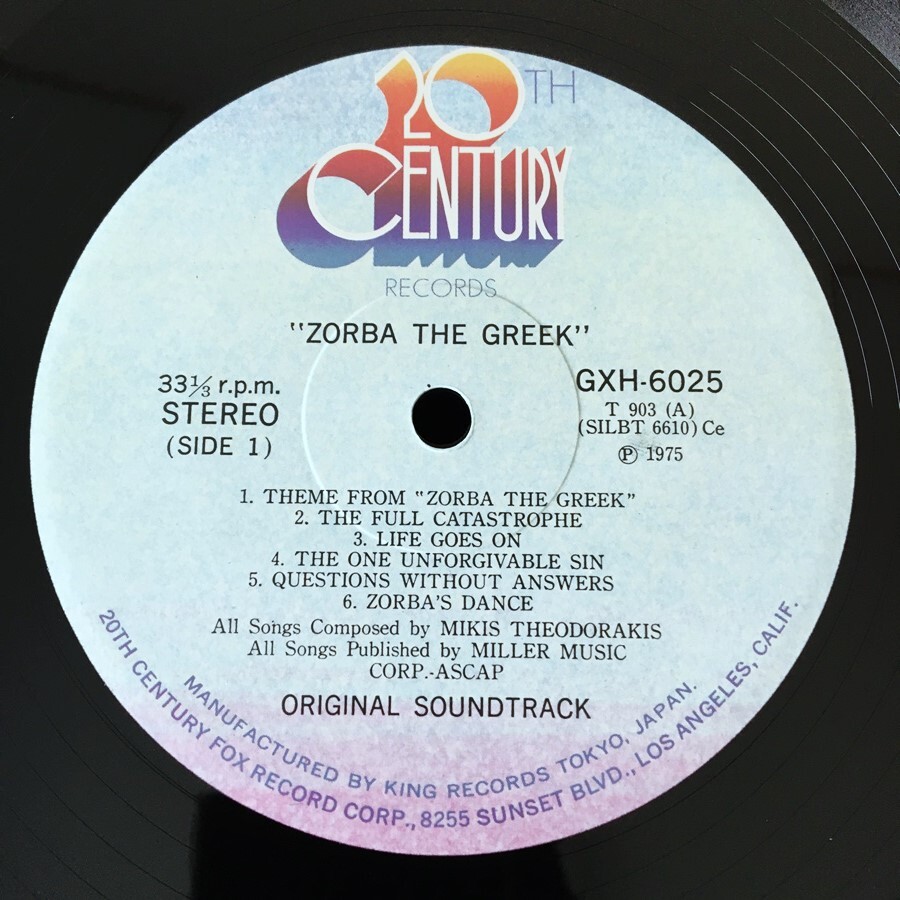 20TH
CENTURY
RECORDS
"ZORBA THE GREEK"
33⅓ r.p.m.
STEREO
(SIDE 1)
GXH-6025
T 903 (A)
(SILBT 6610) Ce
Ⓟ 1975
1. THEME FROM "ZORBA THE GREEK"
2. THE FULL CATASTROPHE
3. LIFE GOES ON
4. THE ONE UNFORGIVABLE SIN
5. QUESTIONS WITHOUT ANSWERS
6. ZORBA'S DANCE
All Songs Composed by MIKIS THEODORAKIS
All Songs Published by MILLER MUSIC
CORP.-ASCAP
ORIGINAL SOUNDTRACK
MANUFACTURED BY KING RECORDS TOKYO, JAPAN.
20TH CENTURY FOX RECORD CORP., 8255 SUNSET BLVD., LOS ANGELES, CALIF.